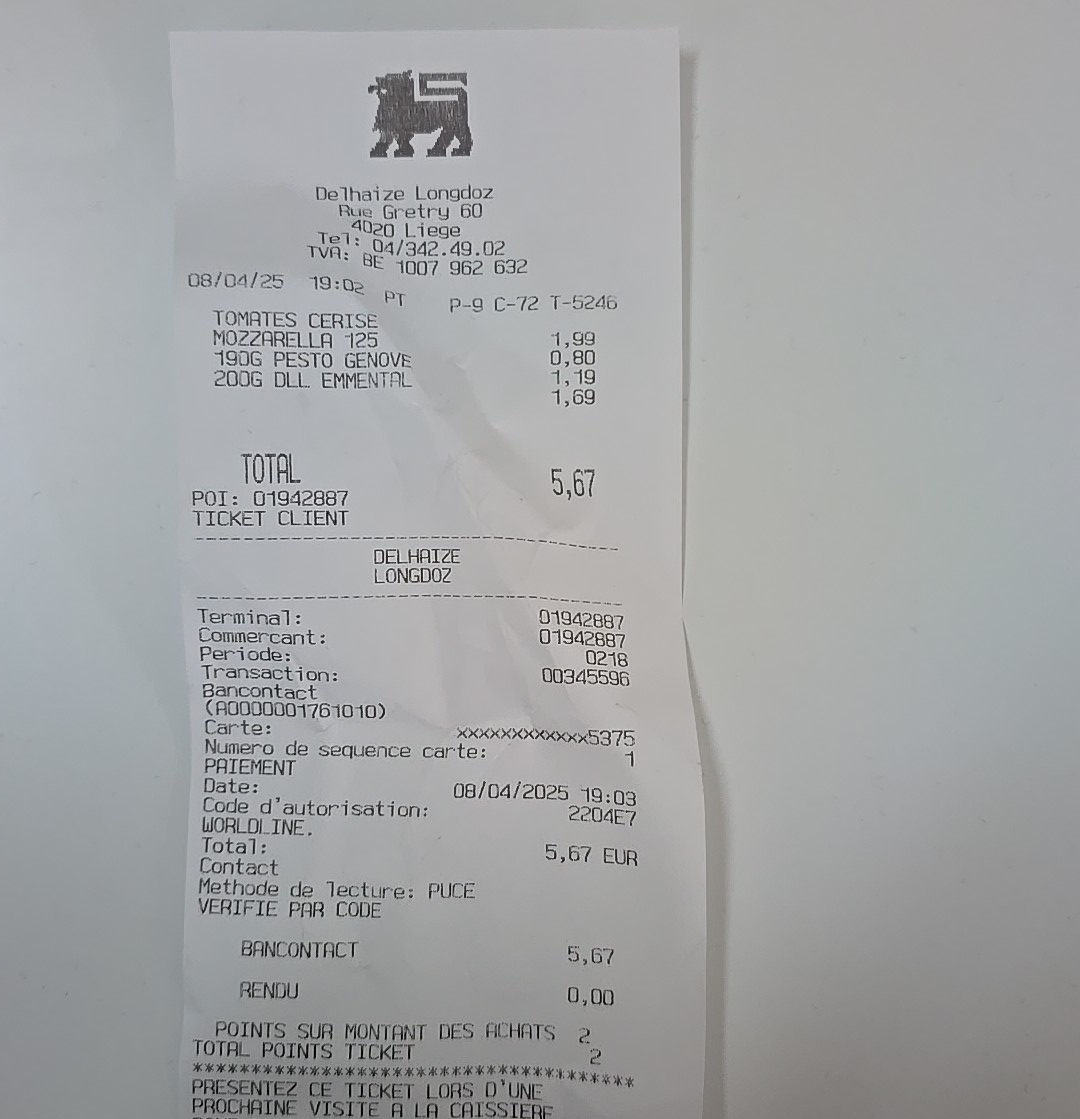 Delhaize Longdoz
Rue Gretry 60
4020 Liege
Tel: 04/342.49.02
TVA: BE 1007 962 632
08/04/25 19:02 PT P-9 C-72 T-5246
TOMATES CERISE 1,99
MOZZARELLA 125 0,80
190G PESTO GENOVE 1,19
200G DLL EMMENTAL 1,69
TOTAL 5,67
POI: 01942887
TICKET CLIENT
--------------------------------
DELHAIZE
LONGDOZ
--------------------------------
Terminal: 01942887
Commercant: 01942887
Periode: 0218
Transaction: 00345596
Bancontact
(A0000001761010)
Carte: xxxxxxxxxxxxx5375
Numero de sequence carte: 1
PAIEMENT
Date: 08/04/2025 19:03
Code d'autorisation: 2204E7
WORLDLINE.
Total: 5,67 EUR
Contact
Methode de lecture: PUCE
VERIFIE PAR CODE
BANCONTACT 5,67
RENDU 0,00
POINTS SUR MONTANT DES ACHATS 2
TOTAL POINTS TICKET 2
**************************************
PRESENTEZ CE TICKET LORS D'UNE
PROCHAINE VISITE A LA CAISSIERE